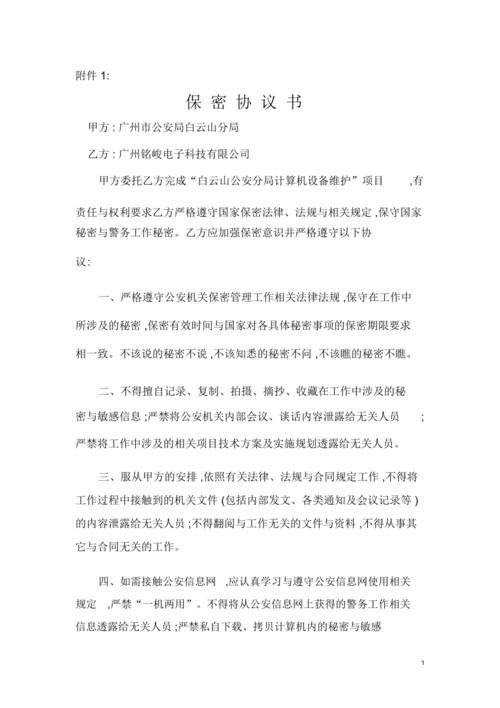 附件 1:
保 密 协 议 书
甲方 : 广州市公安局白云山分局
乙方 : 广州铭峻电子科技有限公司
甲方委托乙方完成“白云山公安分局计算机设备维护”项目 ,有
责任与权利要求乙方严格遵守国家保密法律、法规与相关规定 ,保守国家
秘密与警务工作秘密。乙方应加强保密意识并严格遵守以下协
议:
一、严格遵守公安机关保密管理工作相关法律法规 ,保守在工作中
所涉及的秘密 ,保密有效时间与国家对各具体秘密事项的保密期限要求
相一致。不该说的秘密不说 ,不该知悉的秘密不问 ,不该瞧的秘密不瞧。
二、不得擅自记录、复制、拍摄、摘抄、收藏在工作中涉及的秘
密与敏感信息 ;严禁将公安机关内部会议、谈话内容泄露给无关人员 ;
严禁将工作中涉及的相关项目技术方案及实施规划透露给无关人员。
三、服从甲方的安排 ,依照有关法律、法规与合同规定工作 ,不得将
工作过程中接触到的机关文件 (包括内部发文、各类通知及会议记录等 )
的内容泄露给无关人员 ;不得翻阅与工作无关的文件与资料 ,不得从事其
它与合同无关的工作。
四、如需接触公安信息网 ,应认真学习与遵守公安信息网使用相关
规定 ,严禁“一机两用”。不得将从公安信息网上获得的警务工作相关
信息透露给无关人员 ;严禁私自下载、拷贝计算机内的秘密与敏感
1